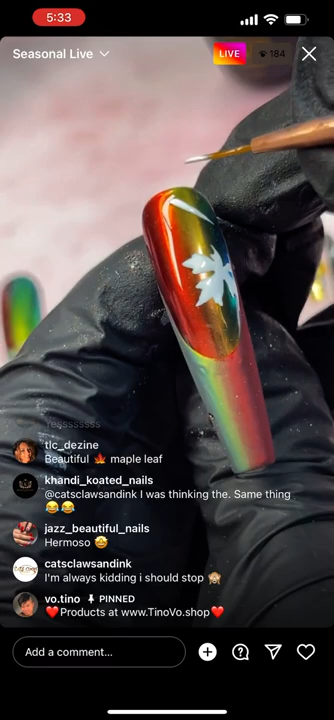 5:33
Seasonal Live
LIVE
184
Yessssssss
tlc_dezine
Beautiful 🍁 maple leaf
khandi_koated_nails
@catsclawsandink I was thinking the. Same thing
😂😂
jazz_beautiful_nails
Hermoso 🤩
catsclawsandink
I'm always kidding i should stop 🙈
vo.tino PINNED
❤️Products at www.TinoVo.shop❤️
Add a comment...